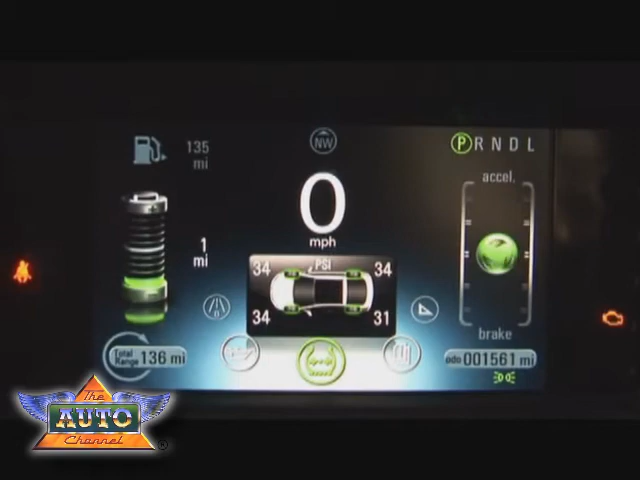 135
mi
NW
P R N D L
accel.
0
mph
1
mi
PSI
34
34
34
31
brake
Total
Range
136 mi
odo 001561 mi
The
AUTO
Channel
®